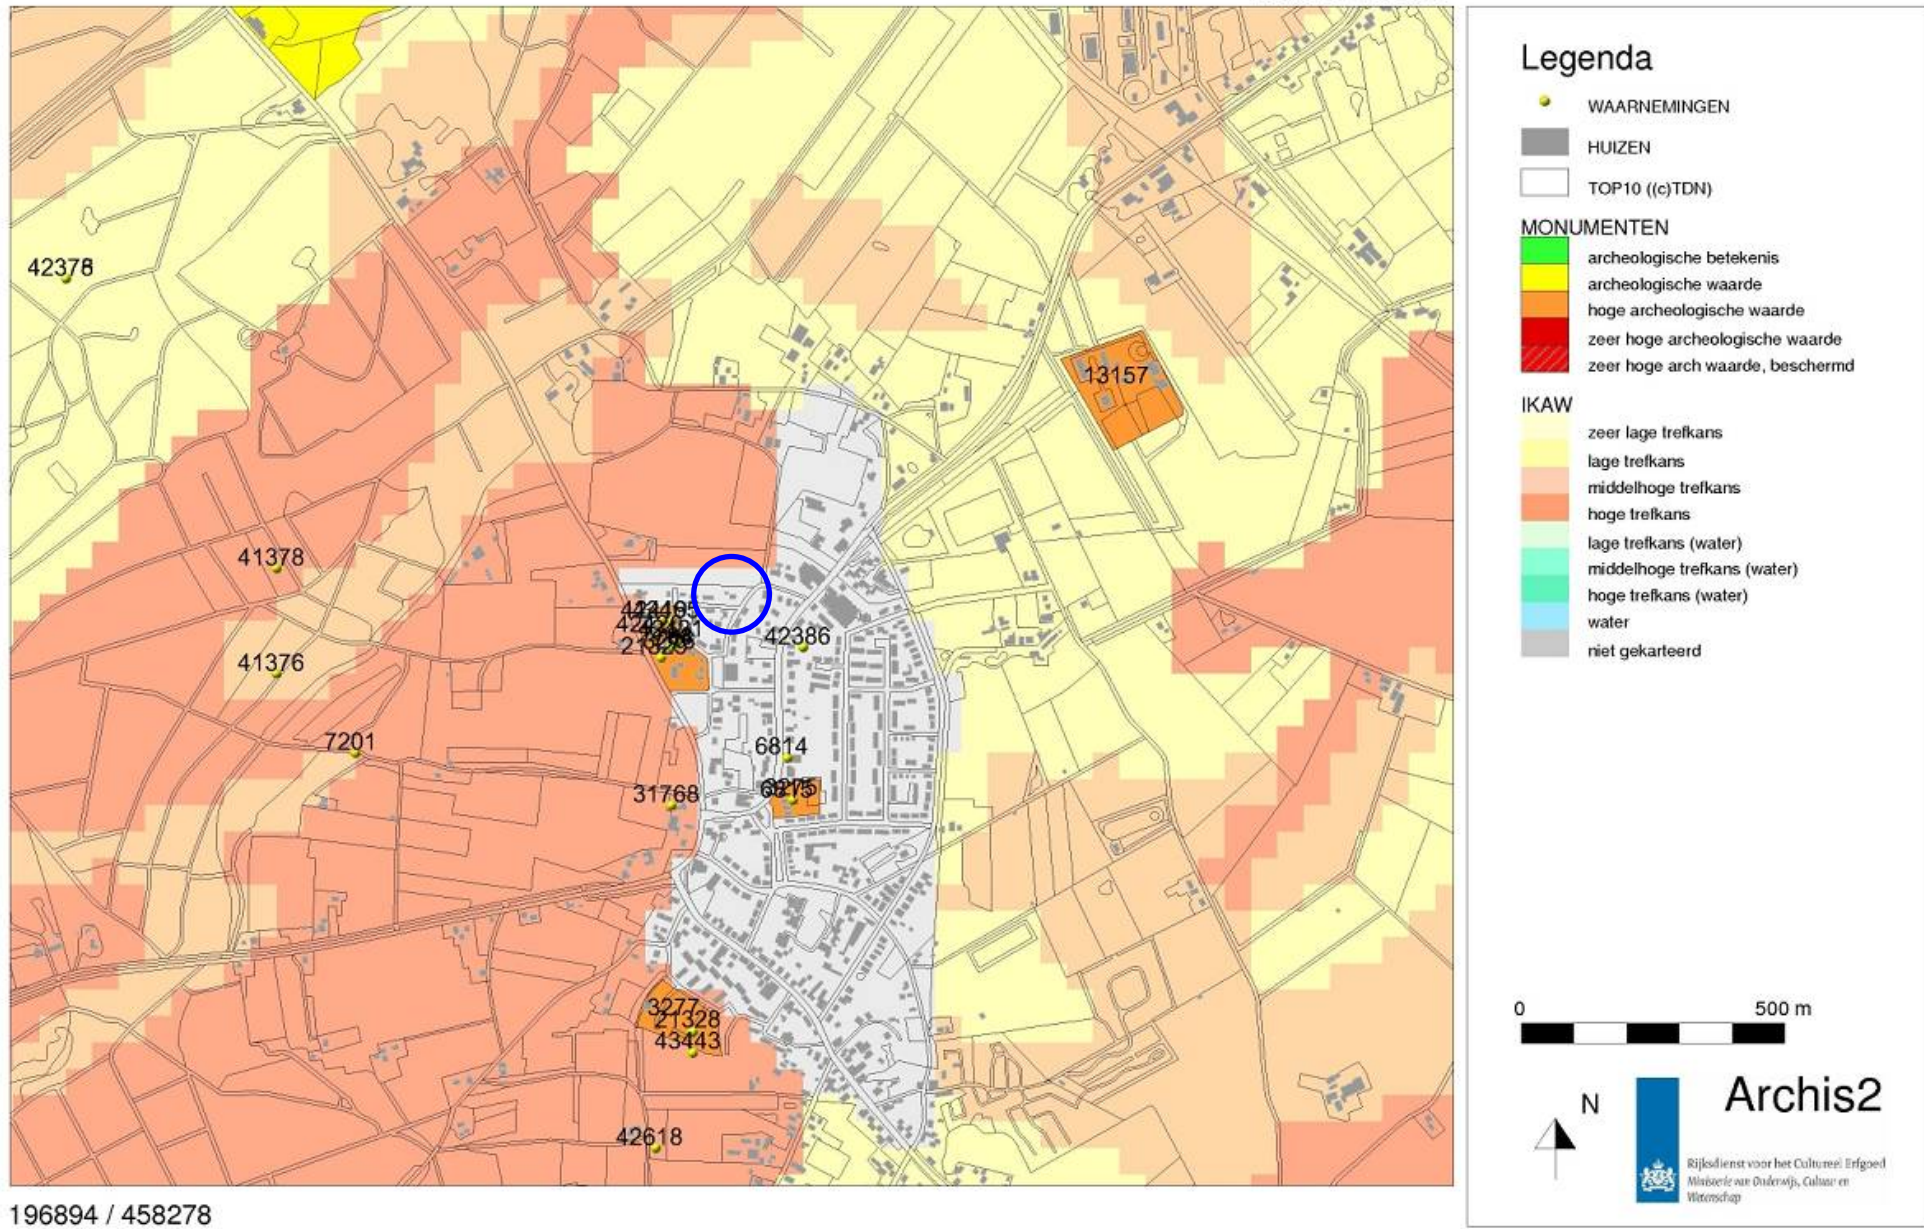 42378
41378
41376
7201
31768
21329
42386
6814
6815
13157
3277
21328
43443
42618
196894 / 458278
Legenda
WAARNEMINGEN
HUIZEN
TOP10 ((c)TDN)
MONUMENTEN
archeologische betekenis
archeologische waarde
hoge archeologische waarde
zeer hoge archeologische waarde
zeer hoge arch waarde, beschermd
IKAW
zeer lage trefkans
lage trefkans
middelhoge trefkans
hoge trefkans
lage trefkans (water)
middelhoge trefkans (water)
hoge trefkans (water)
water
niet gekarteerd
0 500 m
N
Archis2
Rijksdienst voor het Cultureel Erfgoed
Ministerie van Onderwijs, Cultuur en
Wetenschap